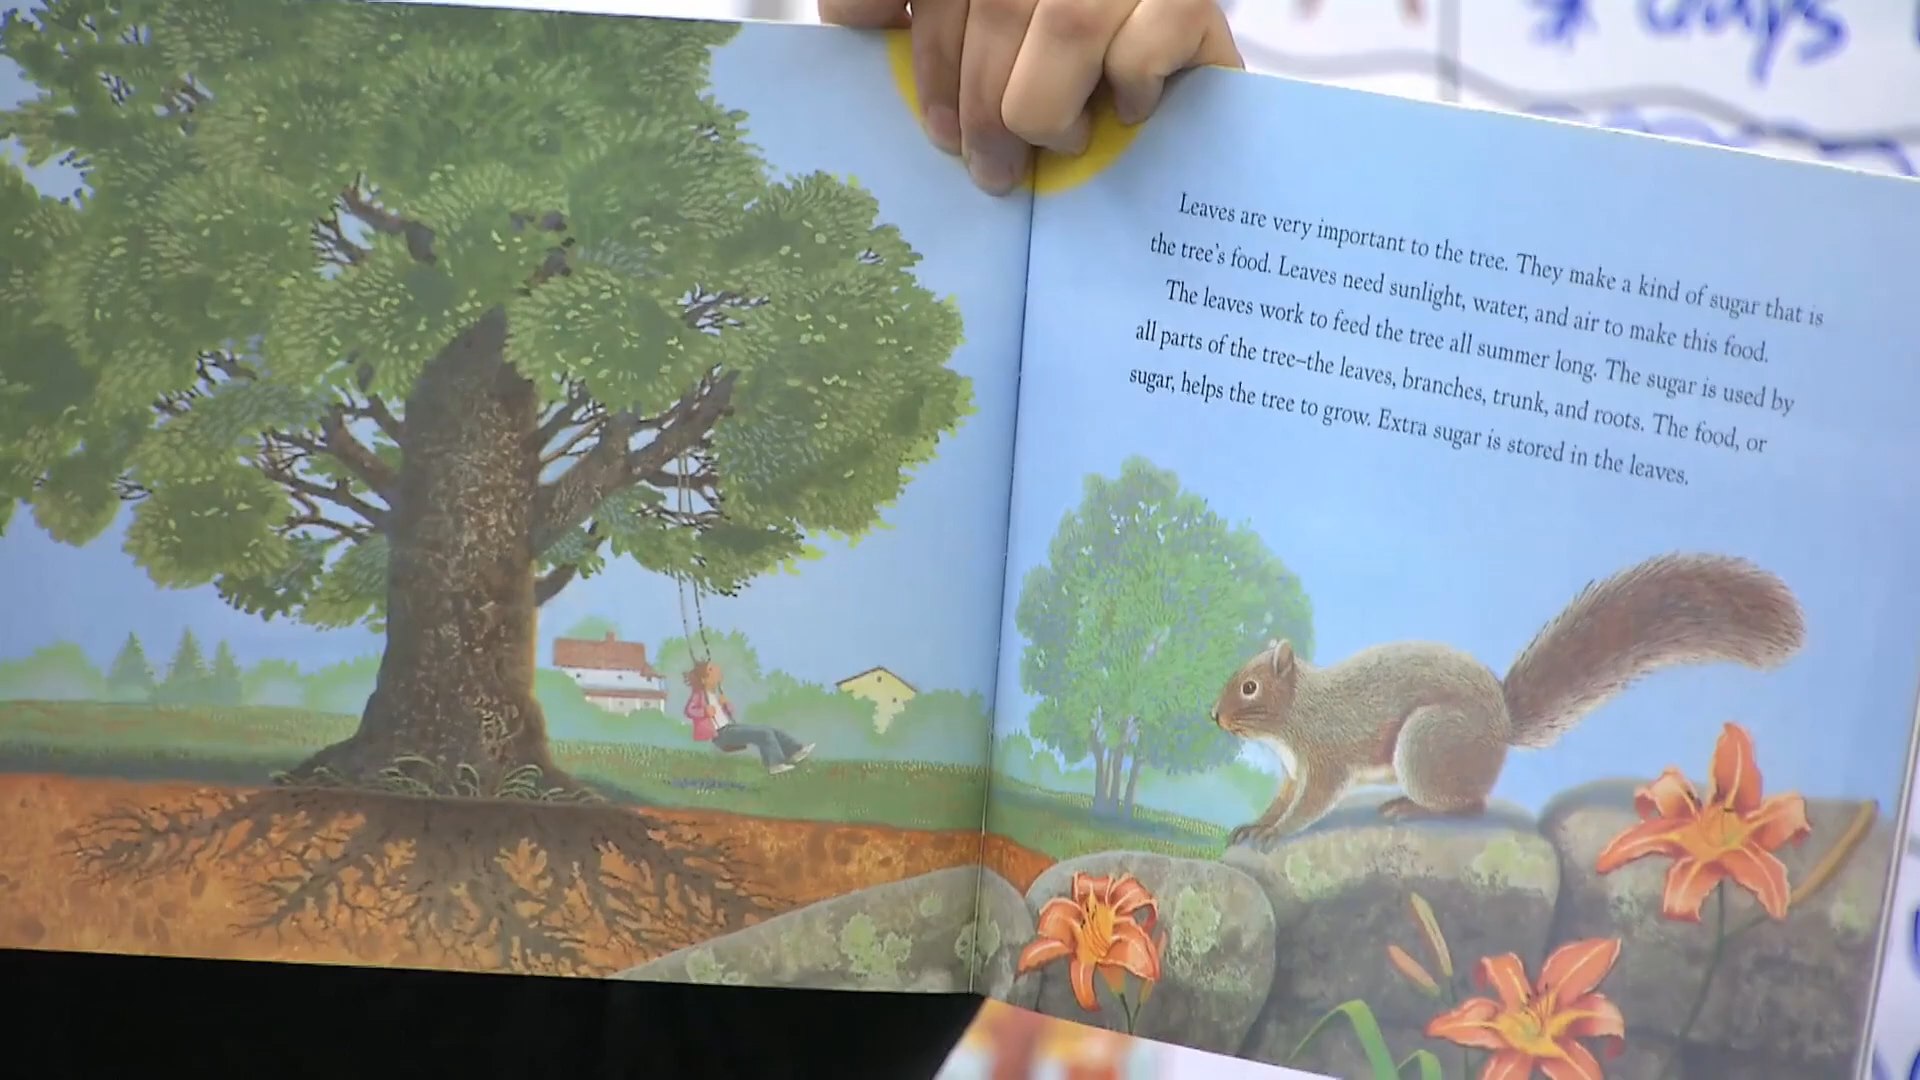 days
Leaves are very important to the tree. They make a kind of sugar that is
the tree's food. Leaves need sunlight, water, and air to make this food.
The leaves work to feed the tree all summer long. The sugar is used by
all parts of the tree–the leaves, branches, trunk, and roots. The food, or
sugar, helps the tree to grow. Extra sugar is stored in the leaves.